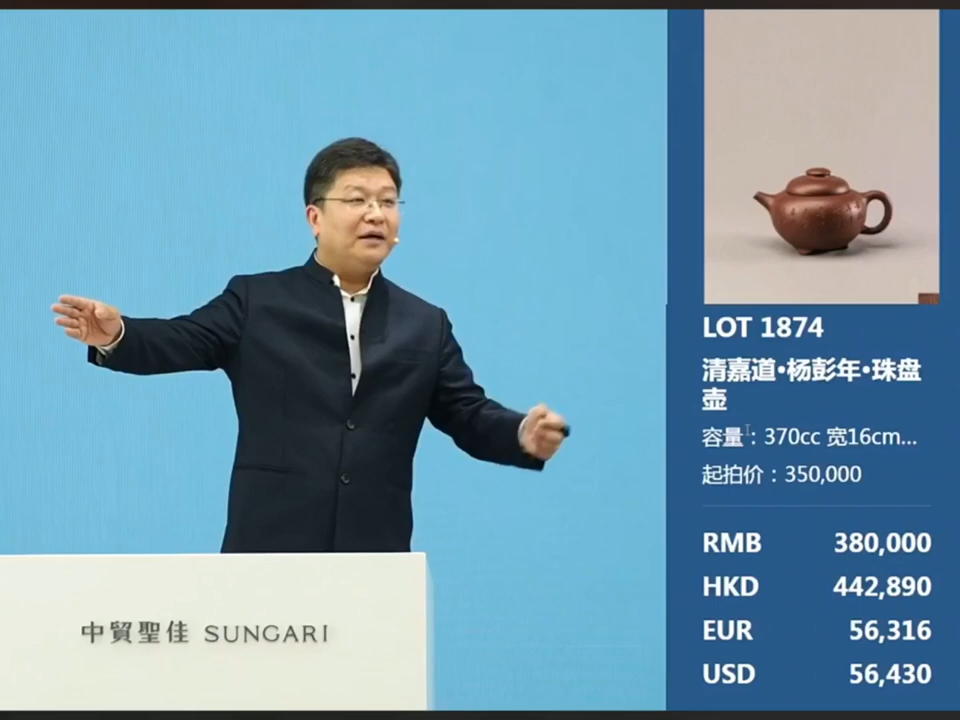 中貿聖佳 SUNGARI
LOT 1874
清嘉道•杨彭年•珠盘
壶
容量：370cc 宽16cm...
起拍价：350,000
RMB 380,000
HKD 442,890
EUR 56,316
USD 56,430